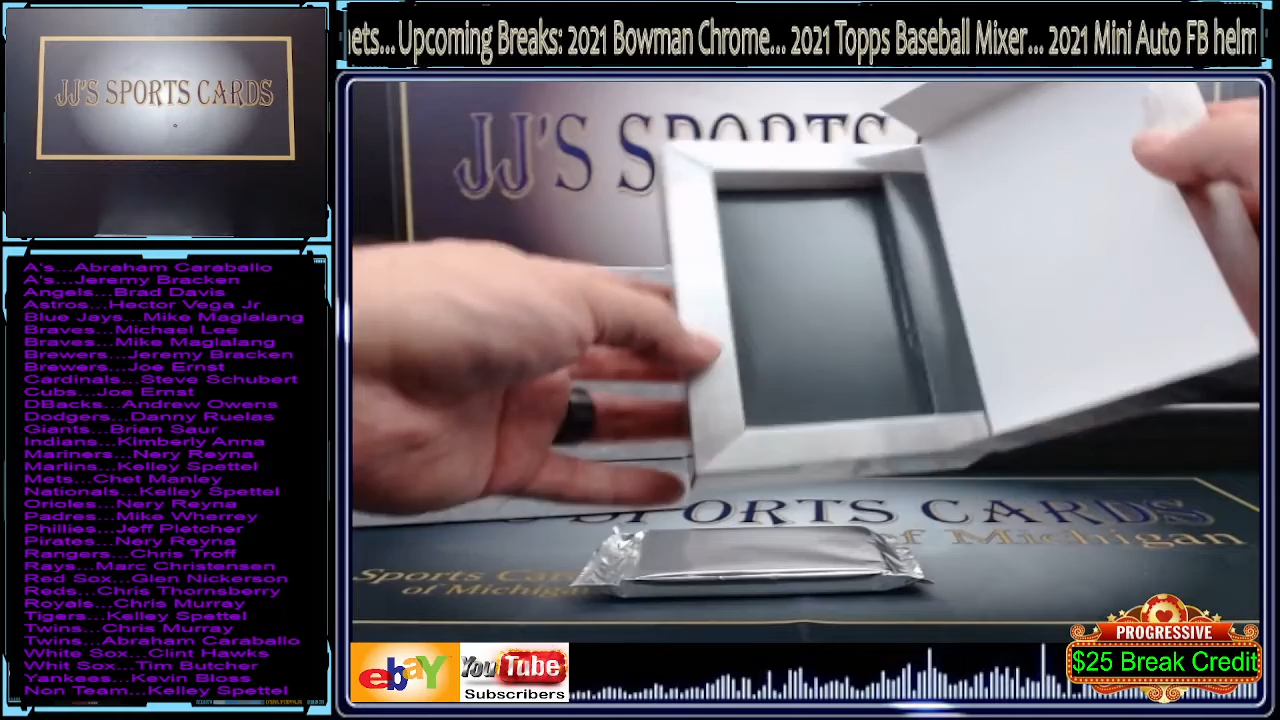 JJ'S SPORTS CARDS
ets... Upcoming Breaks: 2021 Bowman Chrome... 2021 Topps Baseball Mixer... 2021 Mini Auto FB helm
JJ'S SPORTS
A's...Abraham Caraballo
A's...Jeremy Bracken
Angels...Brad Davis
Astros...Hector Vega Jr
Blue Jays...Mike Maglalang
Braves...Michael Lee
Braves...Mike Maglalang
Brewers...Jeremy Bracken
Brewers...Joe Ernst
Cardinals...Steve Schubert
Cubs...Joe Ernst
DBacks...Andrew Owens
Dodgers...Danny Ruelas
Giants...Brian Saur
Indians...Kimberly Anna
Mariners...Nery Reyna
Marlins...Kelley Spettel
Mets...Chet Manley
Nationals...Kelley Spettel
Orioles...Nery Reyna
Padres...Mike Wherrey
Phillies...Jeff Pletcher
Pirates...Nery Reyna
Rangers...Chris Troff
Rays...Marc Christensen
Red Sox...Glen Nickerson
Reds...Chris Thornsberry
Royals...Chris Murray
Tigers...Kelley Spettel
Twins...Chris Murray
Twins...Abraham Caraballo
White Sox...Clint Hawks
Whit Sox...Tim Butcher
Yankees...Kevin Bloss
Non Team...Kelley Spettel
SPORTS CARDS
of Michigan
Sports Ca
of Michigan
ebay
YouTube
Subscribers
PROGRESSIVE
$25 Break Credit